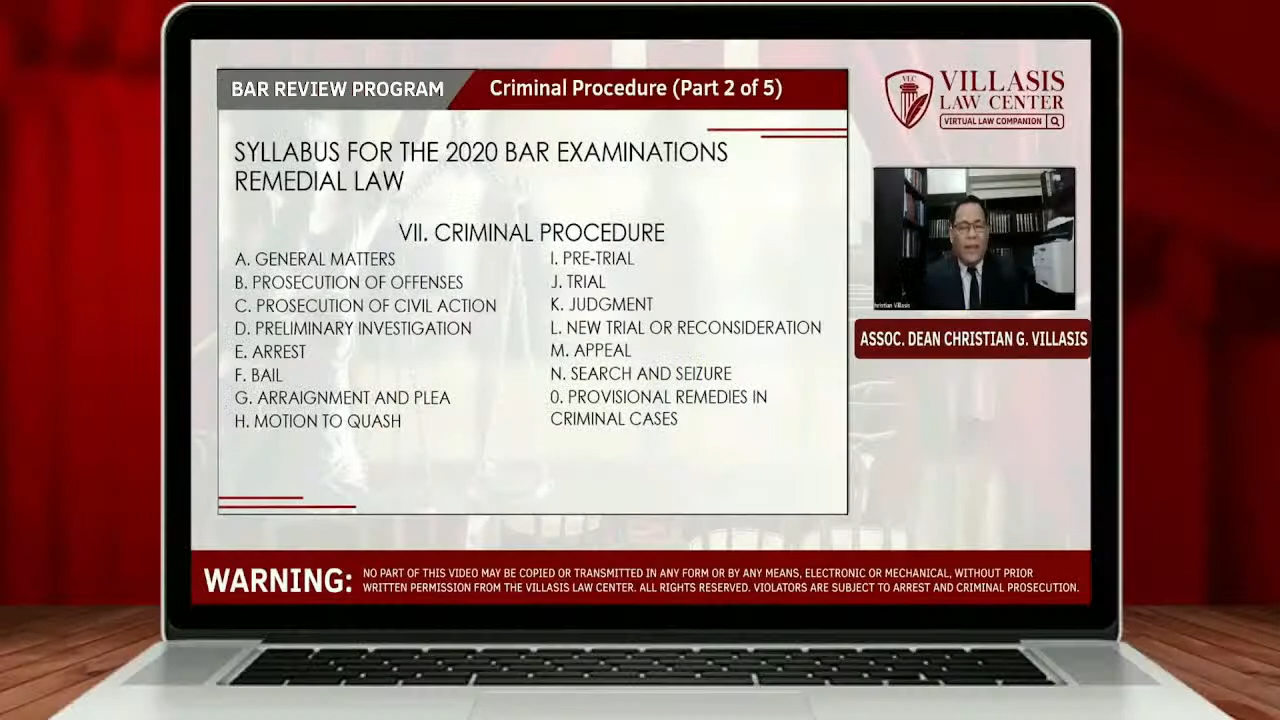 BAR REVIEW PROGRAM
Criminal Procedure (Part 2 of 5)
VLC
VILLASIS
LAW CENTER
VIRTUAL LAW COMPANION
SYLLABUS FOR THE 2020 BAR EXAMINATIONS
REMEDIAL LAW
VII. CRIMINAL PROCEDURE
A. GENERAL MATTERS
B. PROSECUTION OF OFFENSES
C. PROSECUTION OF CIVIL ACTION
D. PRELIMINARY INVESTIGATION
E. ARREST
F. BAIL
G. ARRAIGNMENT AND PLEA
H. MOTION TO QUASH
I. PRE-TRIAL
J. TRIAL
K. JUDGMENT
L. NEW TRIAL OR RECONSIDERATION
M. APPEAL
N. SEARCH AND SEIZURE
0. PROVISIONAL REMEDIES IN
CRIMINAL CASES
hristian Villasis
ASSOC. DEAN CHRISTIAN G. VILLASIS
WARNING:
NO PART OF THIS VIDEO MAY BE COPIED OR TRANSMITTED IN ANY FORM OR BY ANY MEANS, ELECTRONIC OR MECHANICAL, WITHOUT PRIOR
WRITTEN PERMISSION FROM THE VILLASIS LAW CENTER. ALL RIGHTS RESERVED. VIOLATORS ARE SUBJECT TO ARREST AND CRIMINAL PROSECUTION.